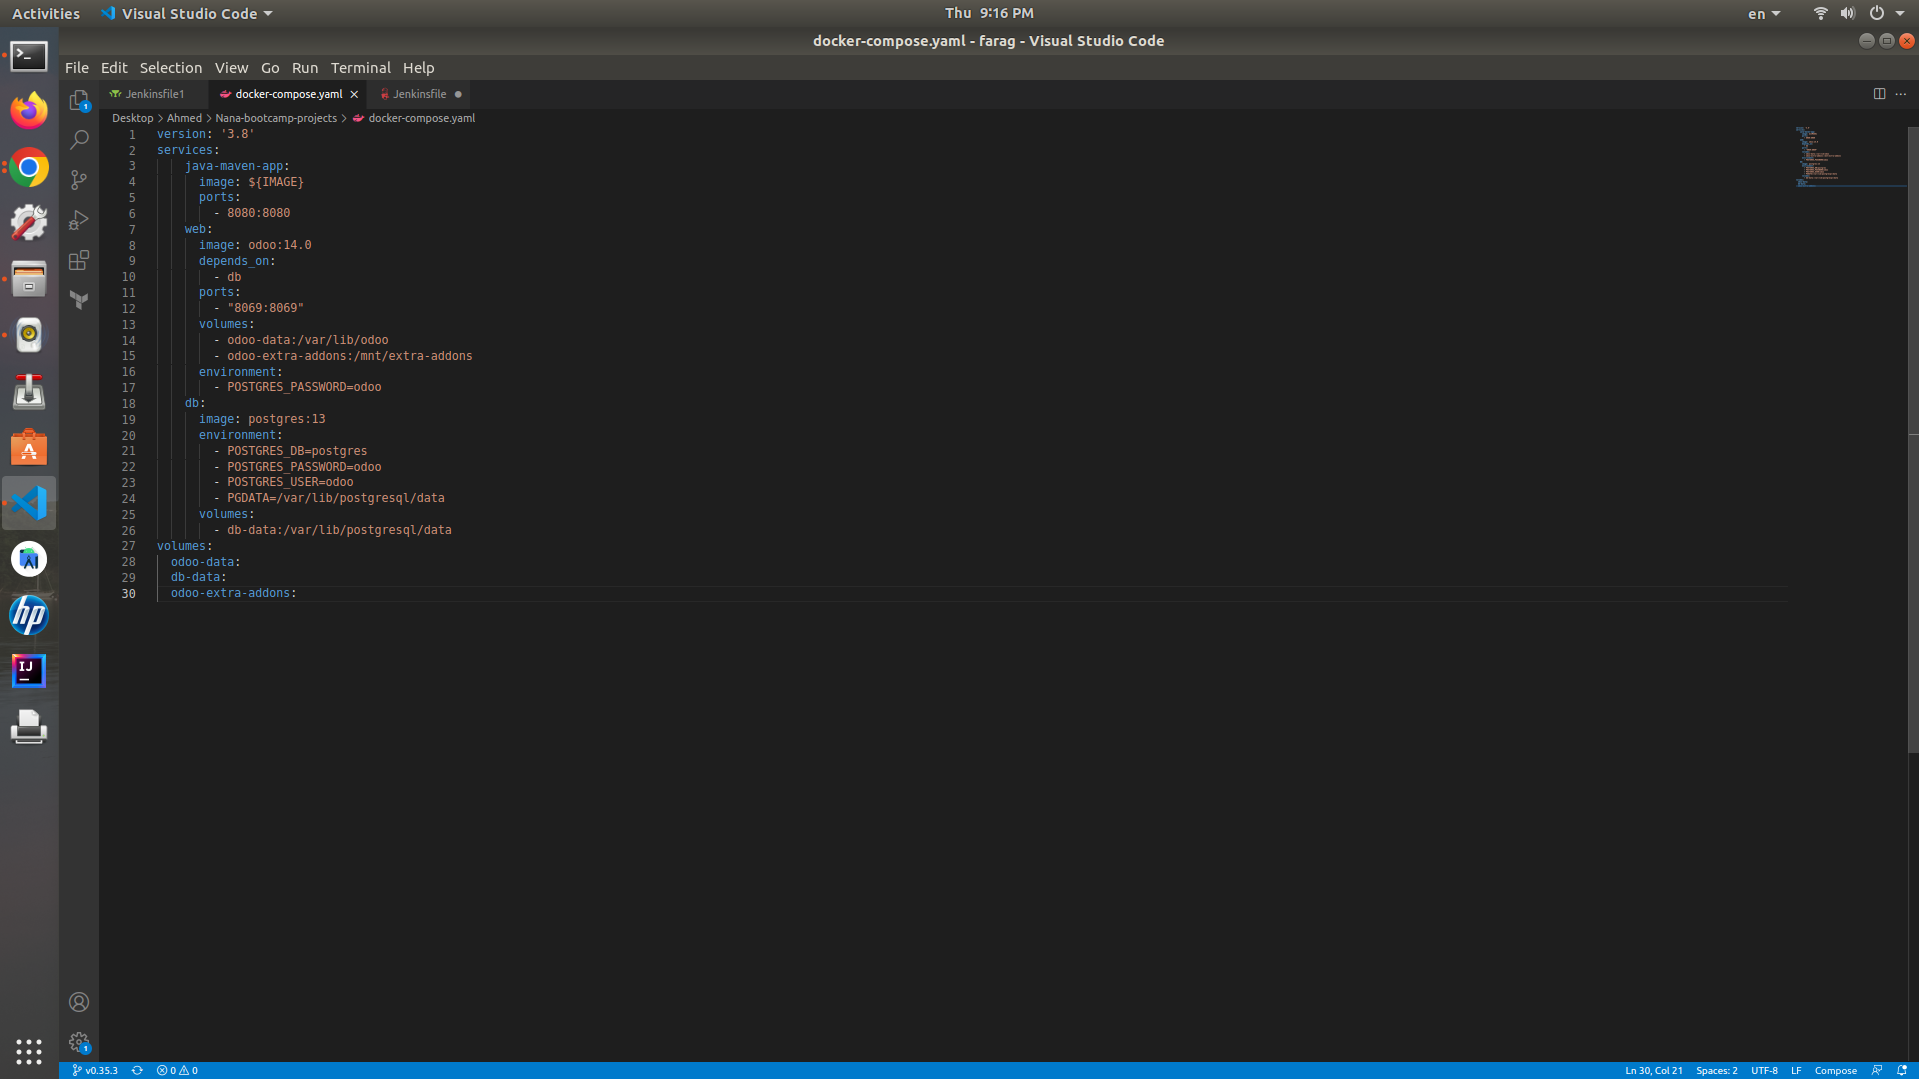 Activities Visual Studio Code Thu 9:16 PM en
docker-compose.yaml - farag - Visual Studio Code
File Edit Selection View Go Run Terminal Help
Jenkinsfile1 docker-compose.yaml Jenkinsfile
Desktop > Ahmed > Nana-bootcamp-projects > docker-compose.yaml
1 version: '3.8'
2 services:
3 java-maven-app:
4 image: ${IMAGE}
5 ports:
6 - 8080:8080
7 web:
8 image: odoo:14.0
9 depends_on:
10 - db
11 ports:
12 - "8069:8069"
13 volumes:
14 - odoo-data:/var/lib/odoo
15 - odoo-extra-addons:/mnt/extra-addons
16 environment:
17 - POSTGRES_PASSWORD=odoo
18 db:
19 image: postgres:13
20 environment:
21 - POSTGRES_DB=postgres
22 - POSTGRES_PASSWORD=odoo
23 - POSTGRES_USER=odoo
24 - PGDATA=/var/lib/postgresql/data
25 volumes:
26 - db-data:/var/lib/postgresql/data
27 volumes:
28 odoo-data:
29 db-data:
30 odoo-extra-addons:
v0.35.3 0 0 Ln 30, Col 21 Spaces: 2 UTF-8 LF Compose